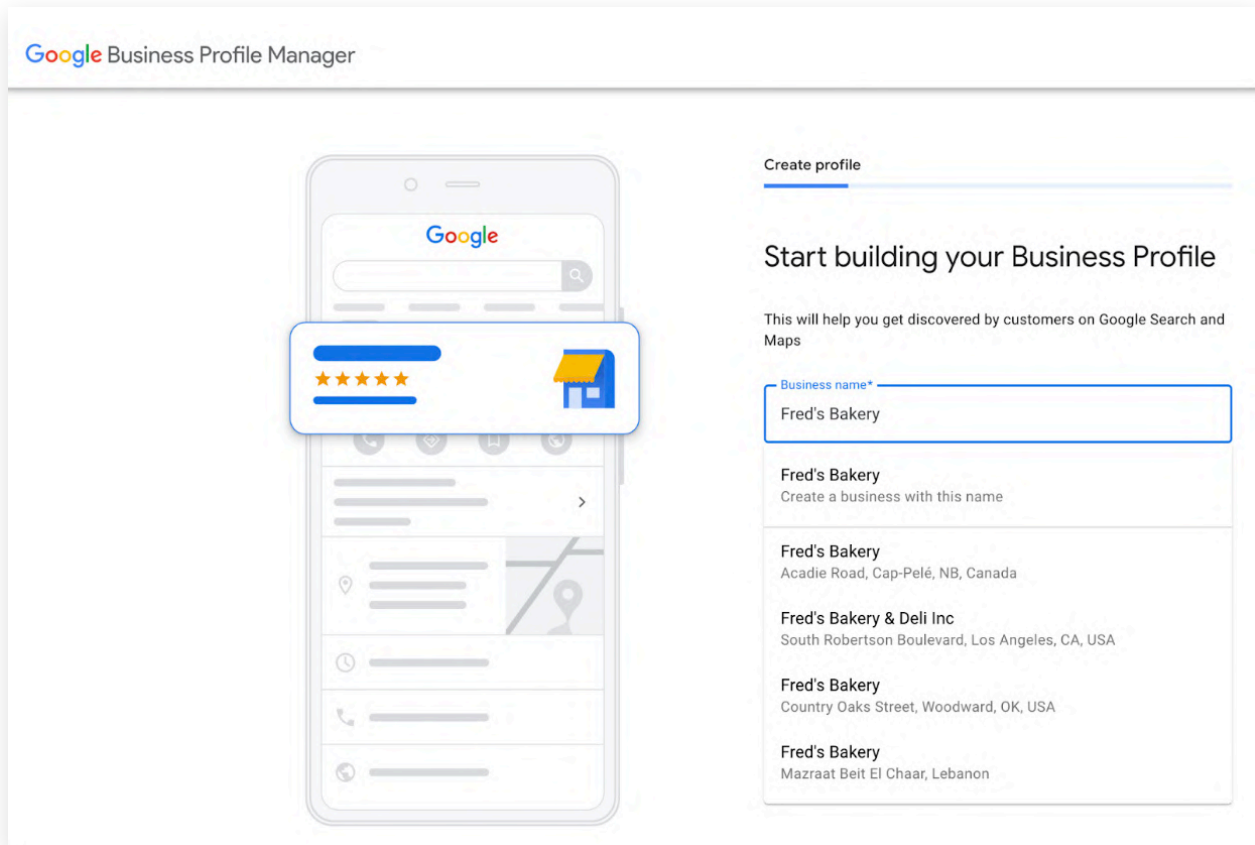 Google Business Profile Manager
Google
Create profile
Start building your Business Profile
This will help you get discovered by customers on Google Search and
Maps
Business name*
Fred's Bakery
Fred's Bakery
Create a business with this name
Fred's Bakery
Acadie Road, Cap-Pelé, NB, Canada
Fred's Bakery & Deli Inc
South Robertson Boulevard, Los Angeles, CA, USA
Fred's Bakery
Country Oaks Street, Woodward, OK, USA
Fred's Bakery
Mazraat Beit El Chaar, Lebanon